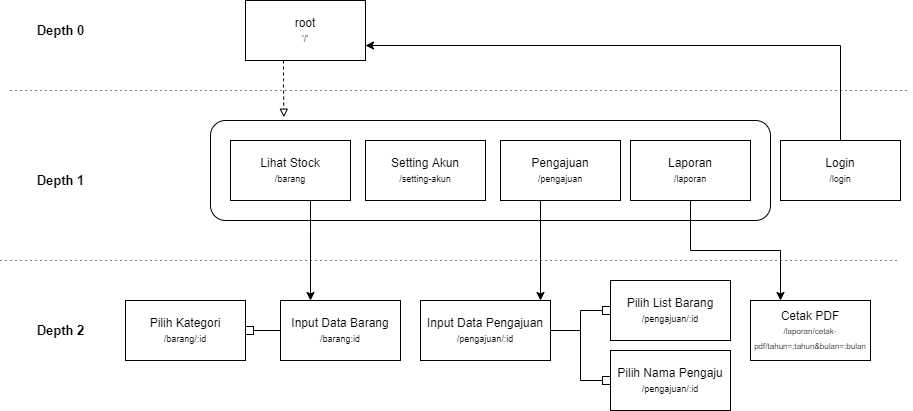 Depth 0
root
'/'
Depth 1
Lihat Stock
/barang
Setting Akun
/setting-akun
Pengajuan
/pengajuan
Laporan
/laporan
Login
/login
Depth 2
Pilih Kategori
/barang/:id
Input Data Barang
/barang:id
Input Data Pengajuan
/pengajuan/:id
Pilih List Barang
/pengajuan/:id
Pilih Nama Pengaju
/pengajuan/:id
Cetak PDF
/laporan/cetak-
pdf/tahun=:tahun&bulan=:bulan